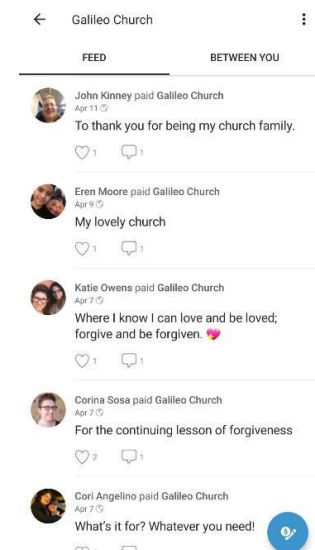 Galileo Church
FEED
BETWEEN YOU
John Kinney paid Galileo Church
Apr 11
To thank you for being my church family.
1
1
Eren Moore paid Galileo Church
Apr 9
My lovely church
1
1
Katie Owens paid Galileo Church
Apr 7
Where I know I can love and be loved;
forgive and be forgiven. 💖
1
1
Corina Sosa paid Galileo Church
Apr 7
For the continuing lesson of forgiveness
2
1
Cori Angelino paid Galileo Church
Apr 7
What's it for? Whatever you need!